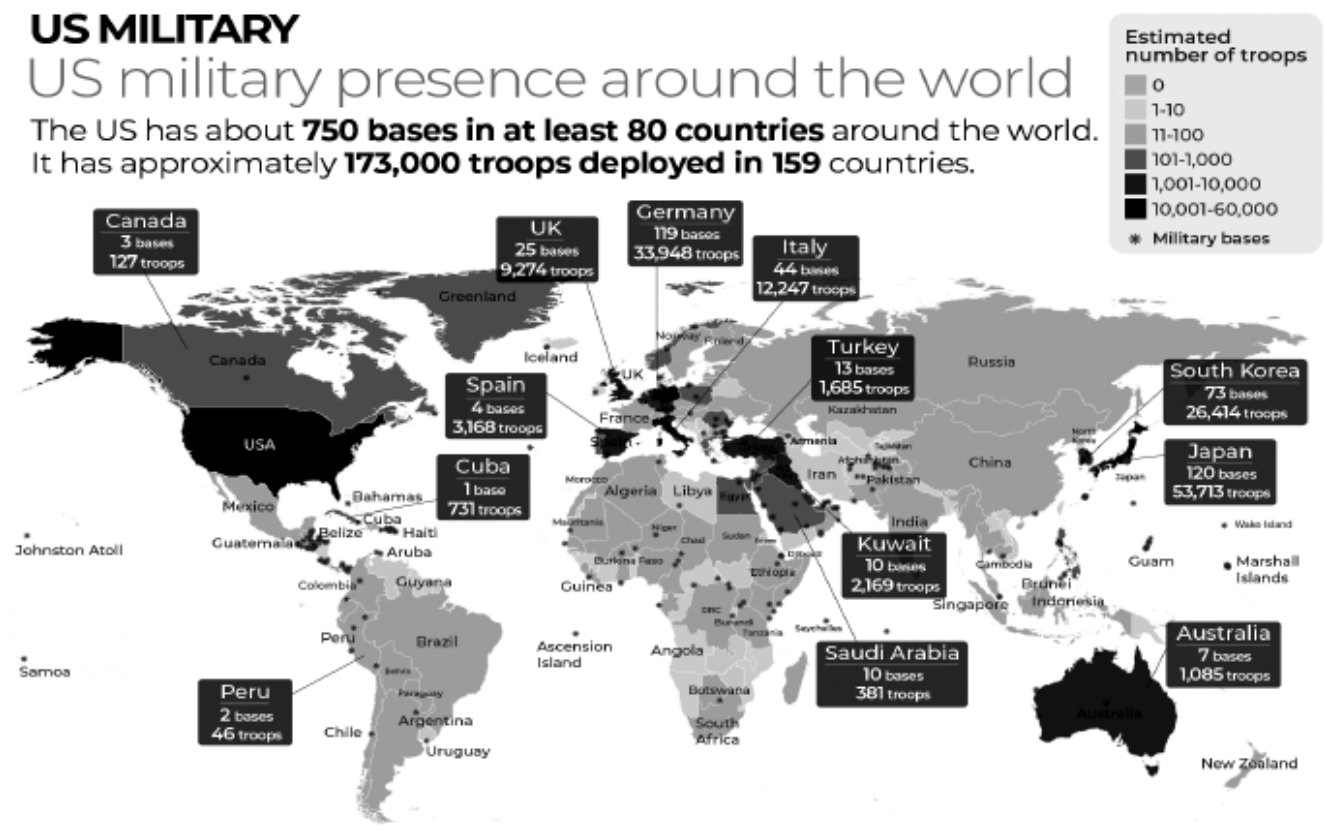 US MILITARY
US military presence around the world
The US has about 750 bases in at least 80 countries around the world.
It has approximately 173,000 troops deployed in 159 countries.
Estimated
number of troops
0
1-10
11-100
101-1,000
1,001-10,000
10,001-60,000
Military bases
Canada
3 bases
127 troops
UK
25 bases
9,274 troops
Germany
119 bases
33,948 troops
Italy
44 bases
12,247 troops
Turkey
13 bases
1,685 troops
South Korea
73 bases
26,414 troops
Spain
4 bases
3,168 troops
Japan
120 bases
53,713 troops
Cuba
1 base
731 troops
Kuwait
10 bases
2,169 troops
Saudi Arabia
10 bases
381 troops
Australia
7 bases
1,085 troops
Peru
2 bases
46 troops
Greenland
Canada
Iceland
Norway
Finland
Russia
UK
France
Spain
Kazakhstan
USA
Armenia
Tajikistan
North
Korea
Afghanistan
Iran
Pakistan
China
Japan
Morocco
Algeria
Libya
Egypt
Mexico
Bahamas
Cuba
Belize
Haiti
Guatemala
Aruba
Mauritania
Niger
Chad
Sudan
Djibouti
India
Wake Island
Johnston Atoll
Burkina Faso
Ethiopia
Cambodia
Guam
Marshall
Islands
Colombia
Guyana
Guinea
Brunei
Singapore
Indonesia
DRC
Burundi
Tanzania
Seychelles
Peru
Brazil
Ascension
Island
Angola
Samoa
Bolivia
Paraguay
Botswana
Argentina
Chile
Uruguay
South
Africa
Australia
New Zealand